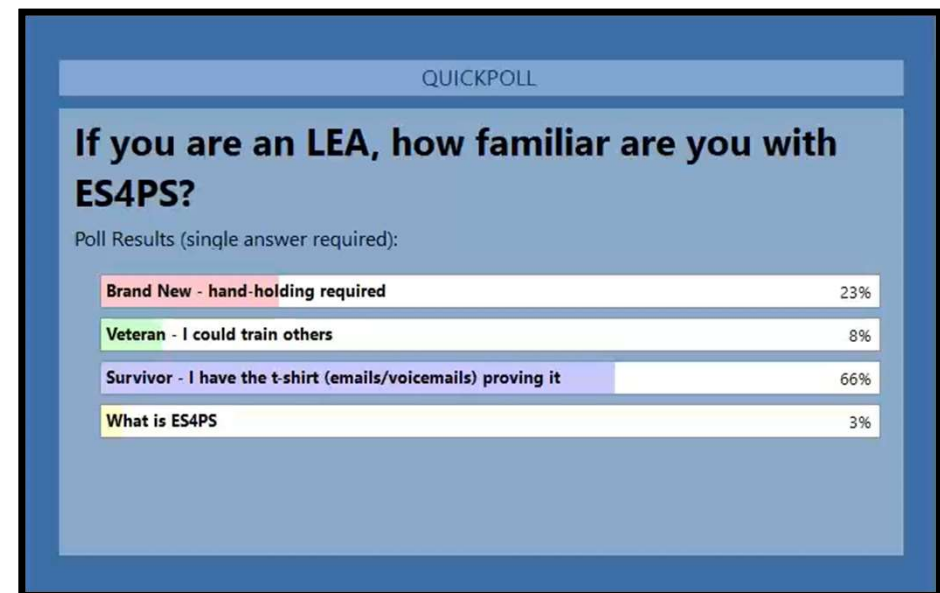 QUICKPOLL
If you are an LEA, how familiar are you with
ES4PS?
Poll Results (single answer required):
Brand New - hand-holding required 23%
Veteran - I could train others 8%
Survivor - I have the t-shirt (emails/voicemails) proving it 66%
What is ES4PS 3%